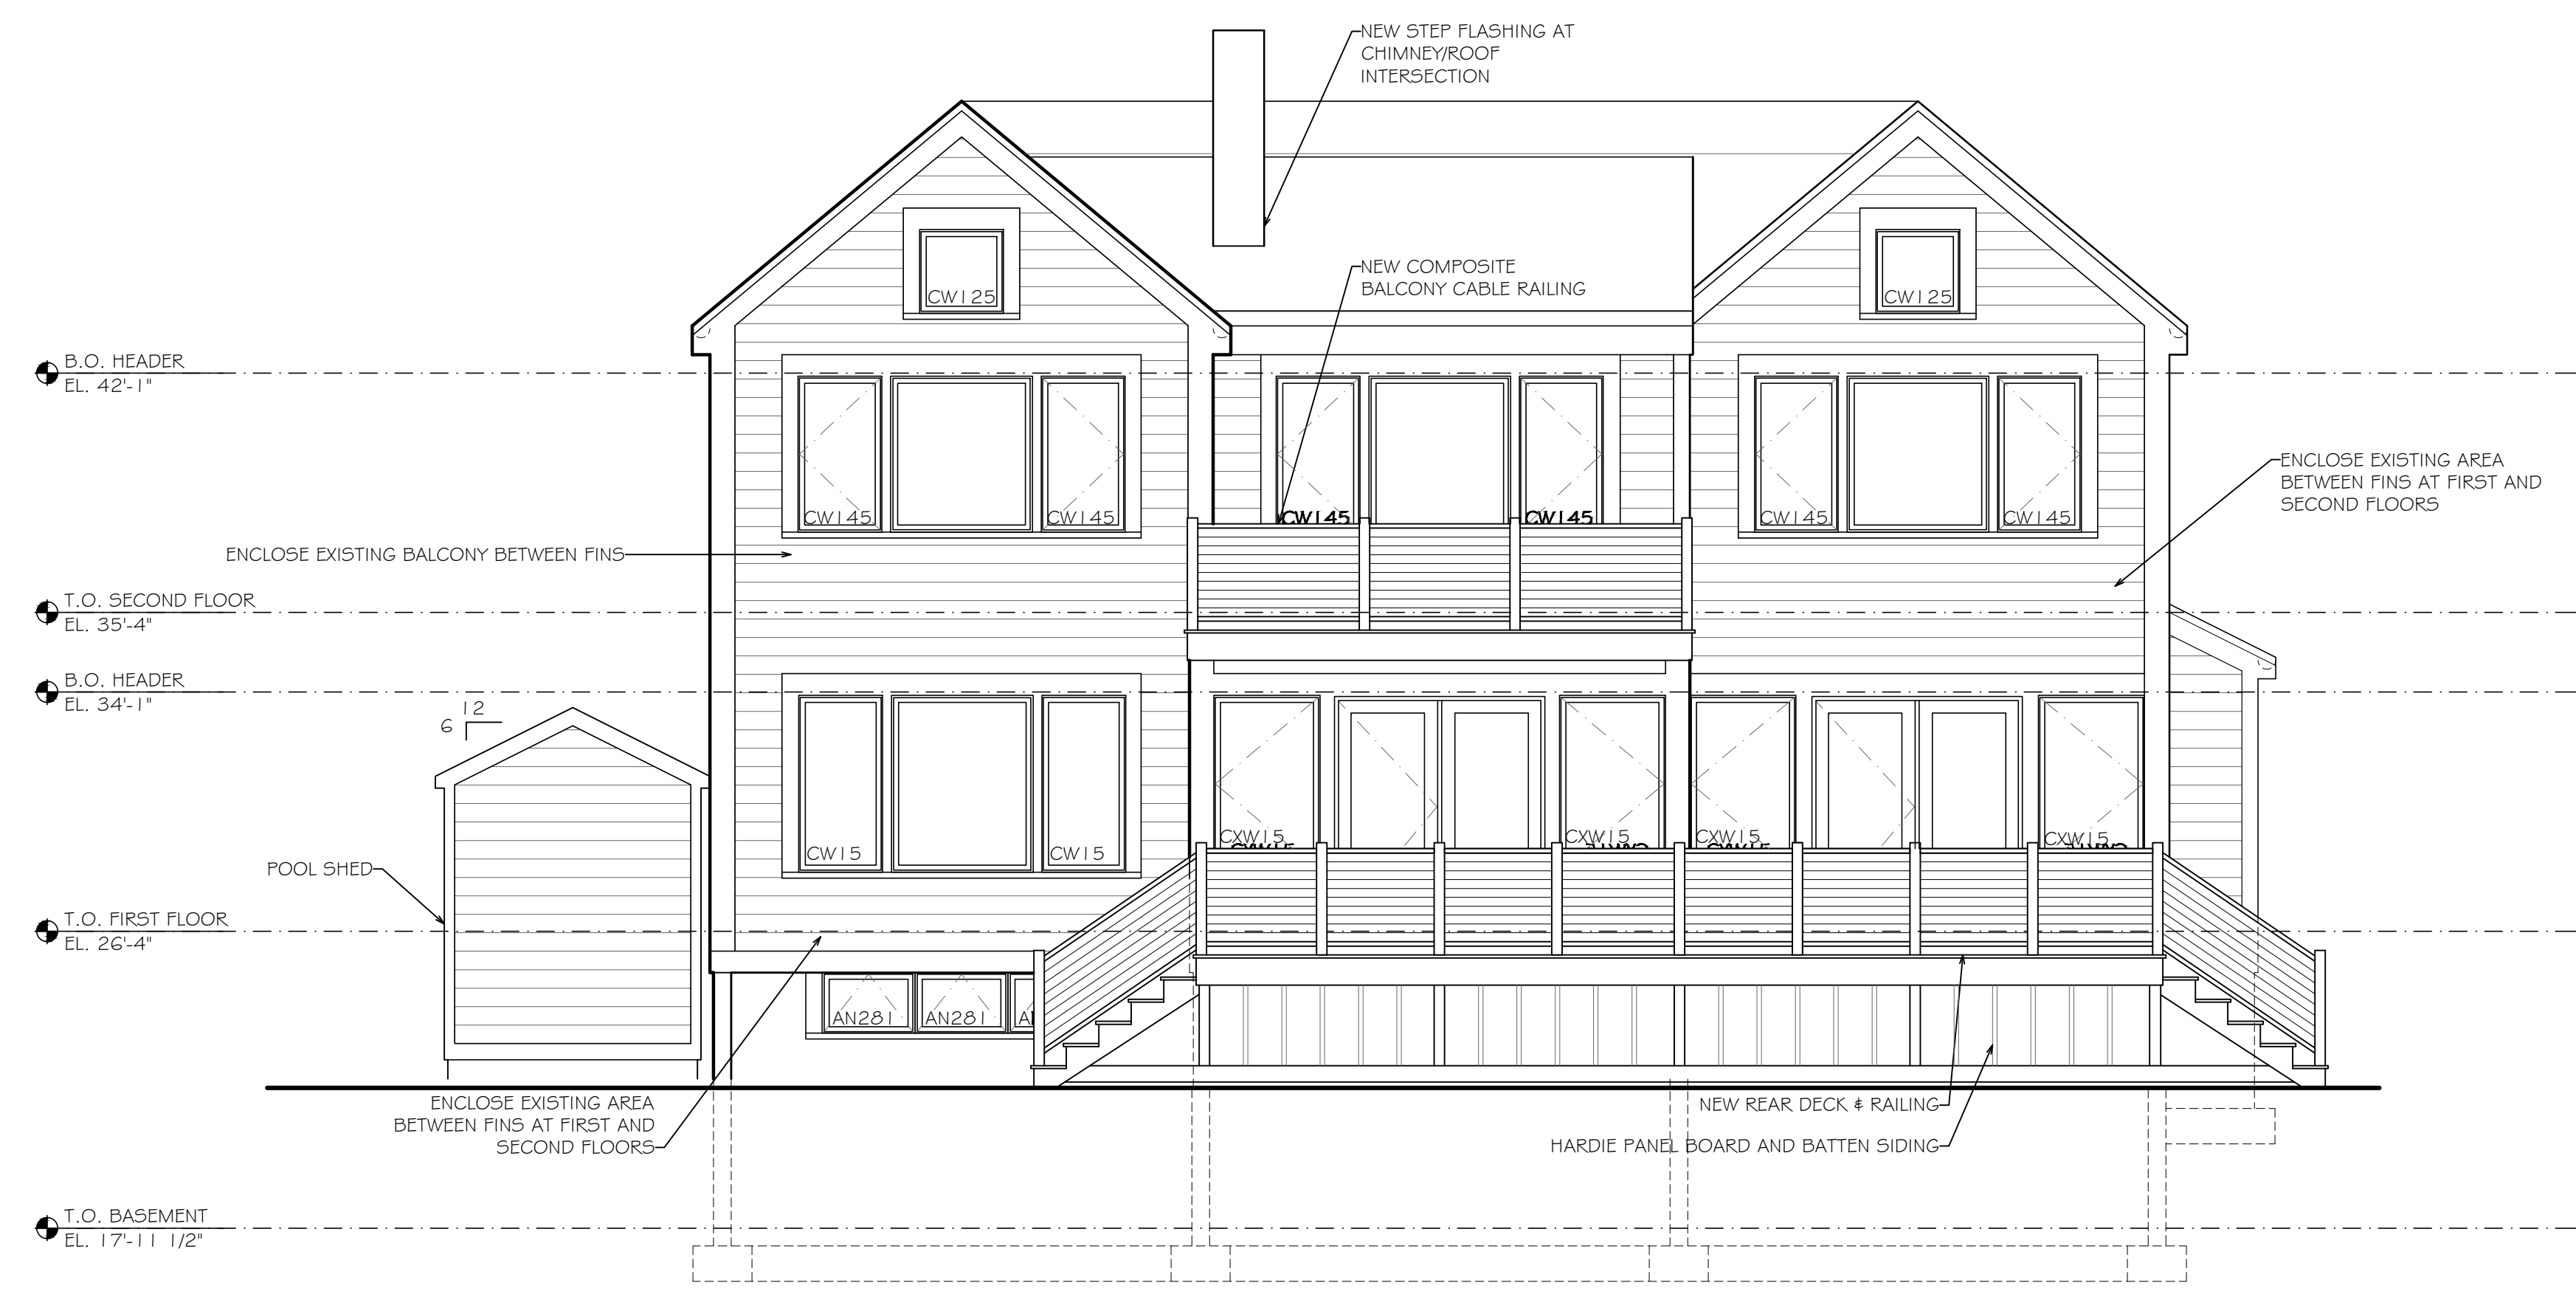 NEW STEP FLASHING AT
CHIMNEY/ROOF
INTERSECTION
NEW COMPOSITE
BALCONY CABLE RAILING
CW125
CW125
B.O. HEADER
EL. 42'-1"
ENCLOSE EXISTING AREA
BETWEEN FINS AT FIRST AND
SECOND FLOORS
CW145
CW145
CW145
CW145
CW145
CW145
ENCLOSE EXISTING BALCONY BETWEEN FINS
T.O. SECOND FLOOR
EL. 35'-4"
B.O. HEADER
EL. 34'-1"
12
6
CXW15
CXW15
CXW15
CXW15
CW15
CW15
POOL SHED
T.O. FIRST FLOOR
EL. 26'-4"
AN281
AN281
ENCLOSE EXISTING AREA
BETWEEN FINS AT FIRST AND
SECOND FLOORS
NEW REAR DECK & RAILING
HARDIE PANEL BOARD AND BATTEN SIDING
T.O. BASEMENT
EL. 17'-11 1/2"